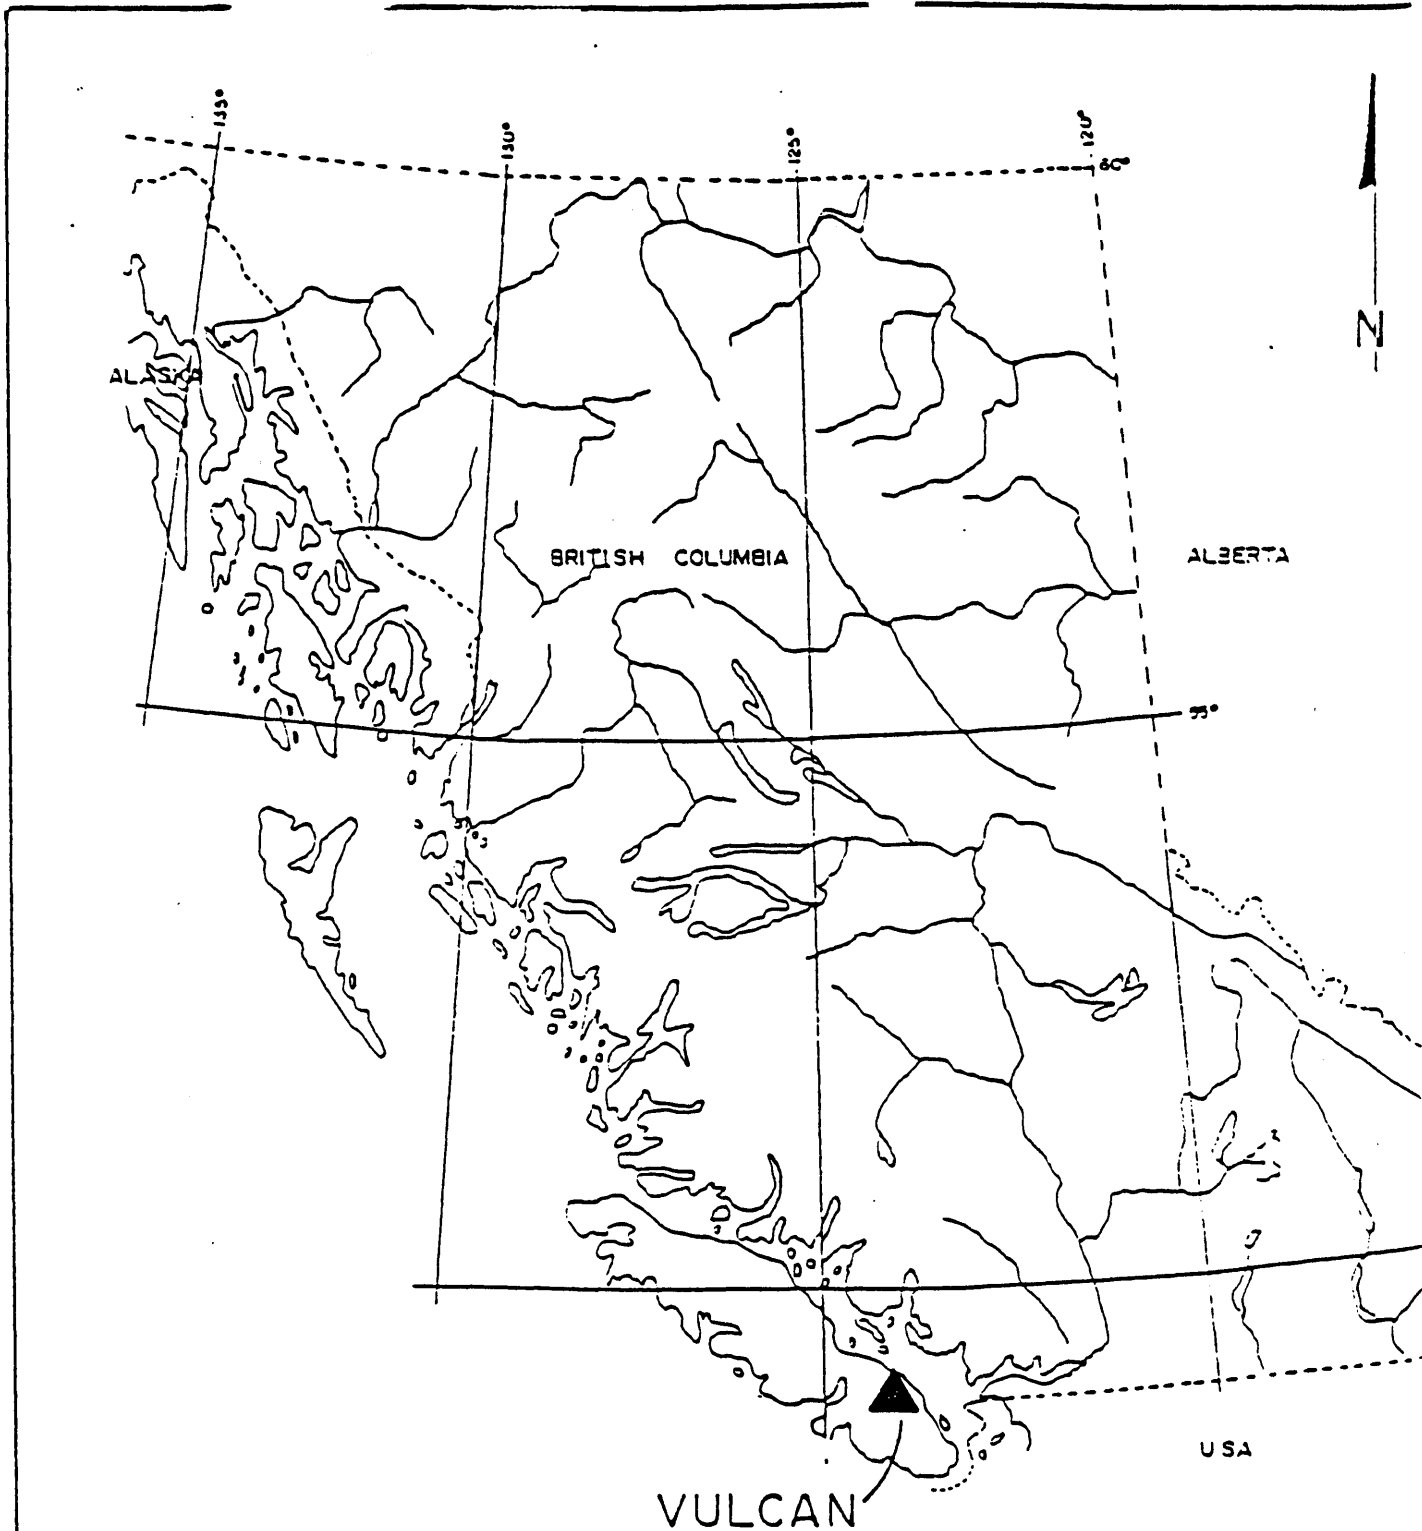 135°
130°
125°
120°
60°
N
ALASKA
BRITISH COLUMBIA
ALBERTA
55°
USA
VULCAN